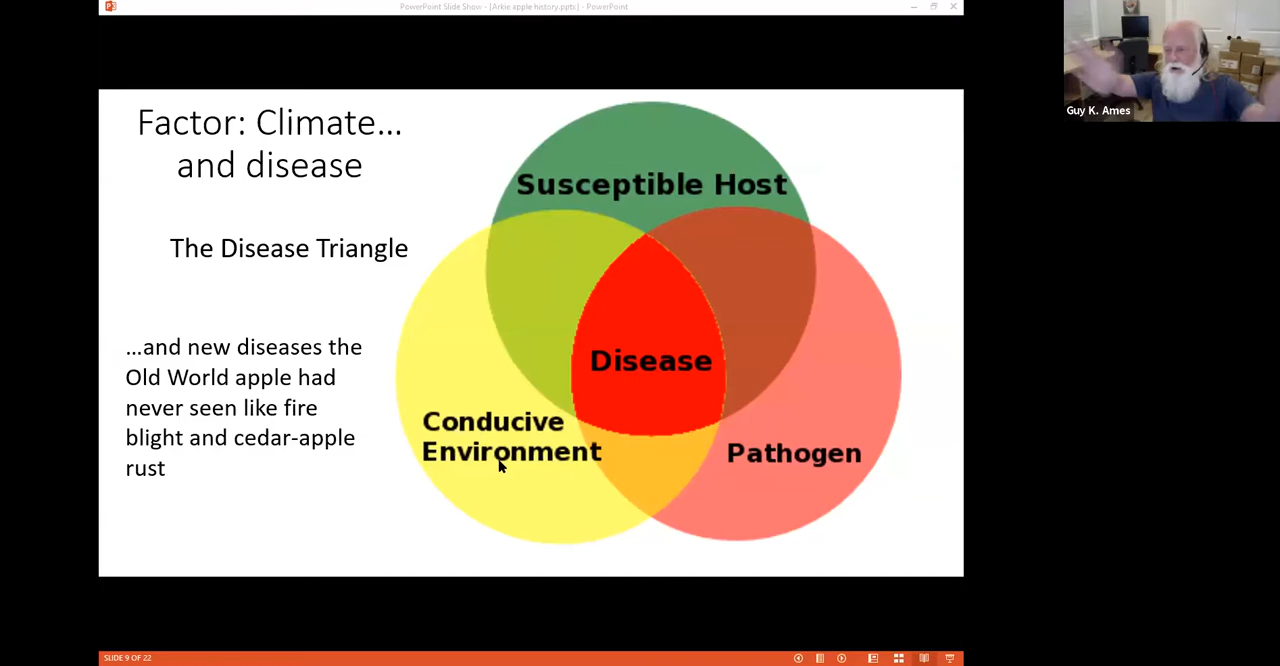 PowerPoint Slide Show - [Arkie apple history.pptx] - PowerPoint
Guy K. Ames
Factor: Climate...
and disease
The Disease Triangle
...and new diseases the
Old World apple had
never seen like fire
blight and cedar-apple
rust
Susceptible Host
Disease
Conducive
Environment
Pathogen
SLIDE 9 OF 22